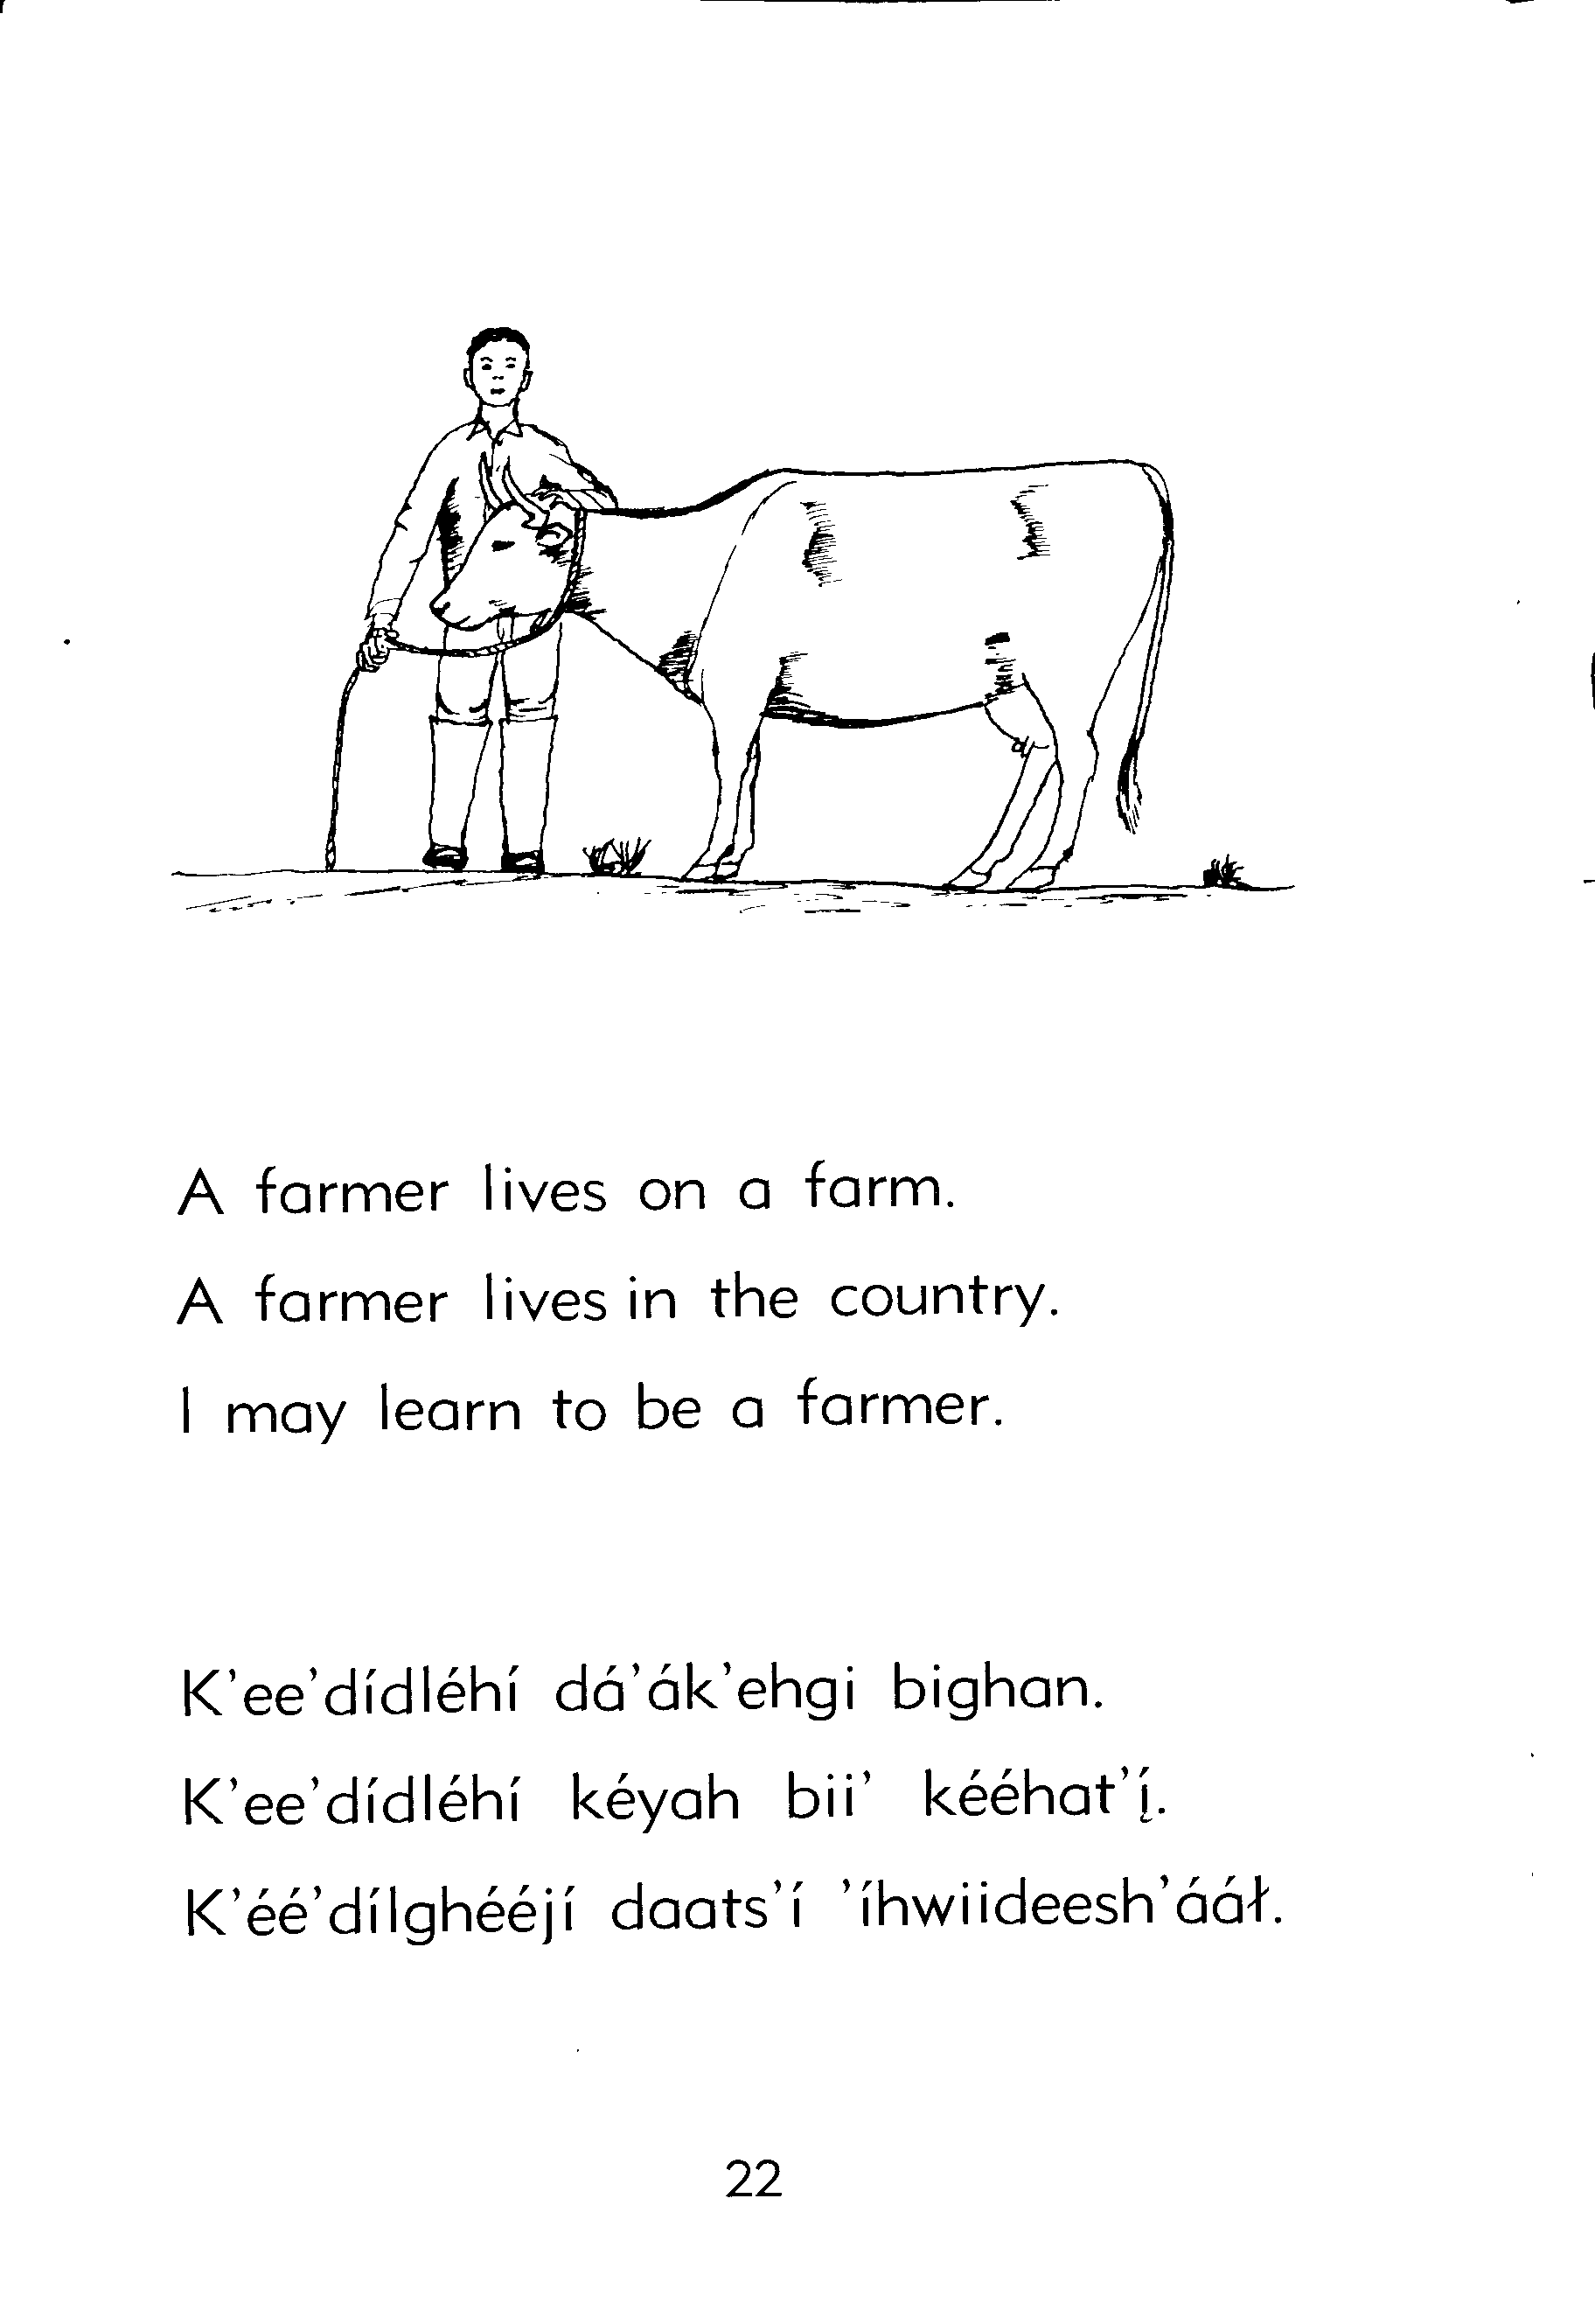 A farmer lives on a farm.
A farmer lives in the country.
I may learn to be a farmer.
K’ee’dídléhí dá’ák’ehgi bighan.
K’ee’dídléhí kéyah bii’ kééhat’į́.
K’éé’dílghééjí daats’í ’íhwiideesh’ááł.
22